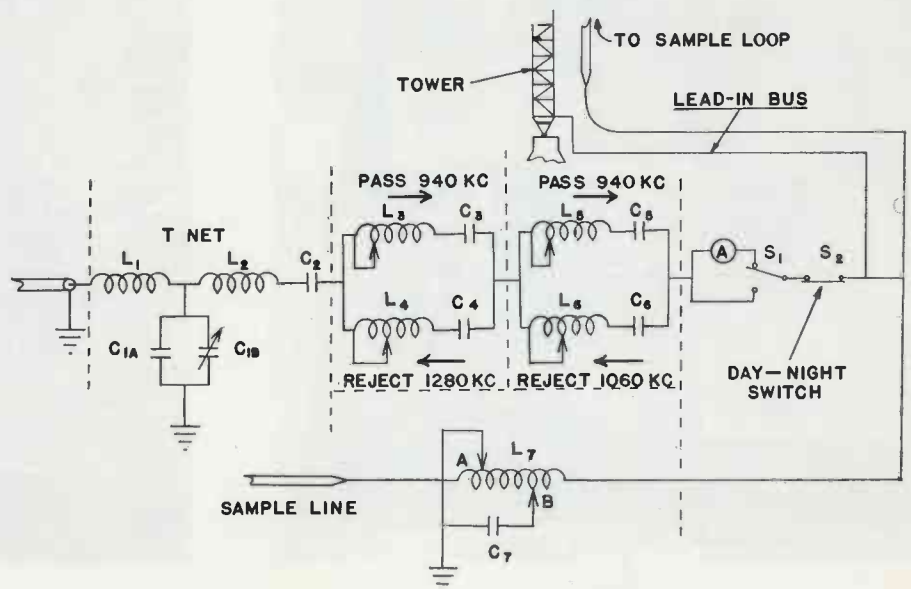 TO SAMPLE LOOP
TOWER
LEAD-IN BUS
PASS 940 KC
PASS 940 KC
T NET
L₁
L₂
C₂
L₃
C₃
L₅
C₅
A
S₁
S₂
L₄
C₄
L₆
C₆
C₁A
C₁B
REJECT 1280 KC
REJECT 1060 KC
DAY-NIGHT
SWITCH
A
L₇
B
SAMPLE LINE
C₇